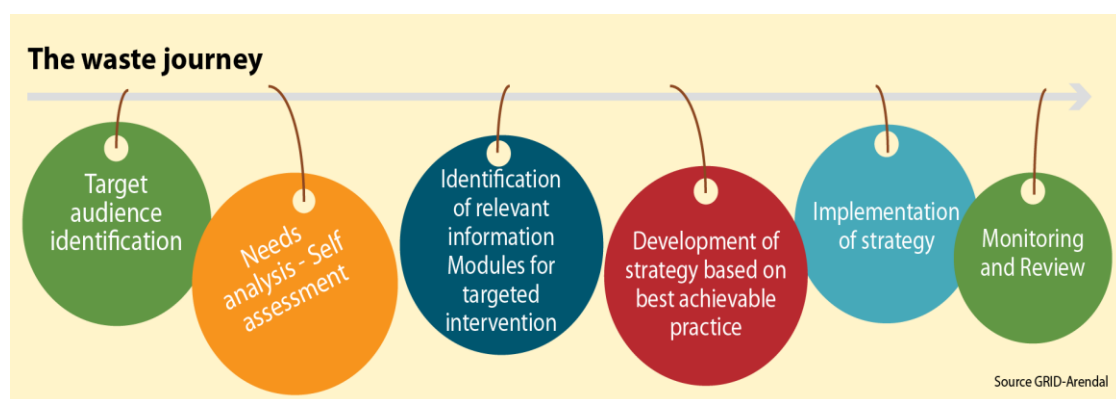 The waste journey
Target
audience
identification
Needs
analysis - Self
assessment
Identification
of relevant
information
Modules for
targeted
intervention
Development of
strategy based on
best achievable
practice
Implementation
of strategy
Monitoring
and Review
Source GRID-Arendal